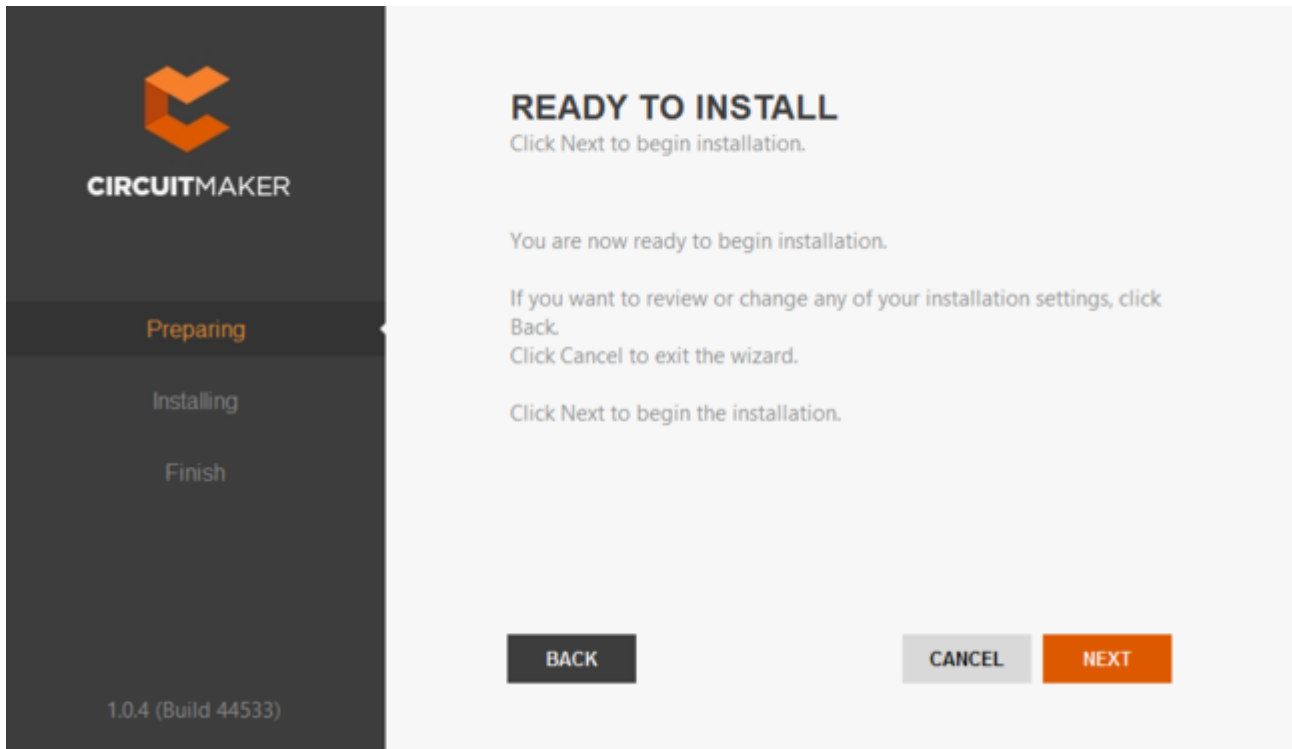 CIRCUITMAKER
Preparing
Installing
Finish
1.0.4 (Build 44533)
READY TO INSTALL
Click Next to begin installation.
You are now ready to begin installation.
If you want to review or change any of your installation settings, click
Back.
Click Cancel to exit the wizard.
Click Next to begin the installation.
BACK
CANCEL
NEXT